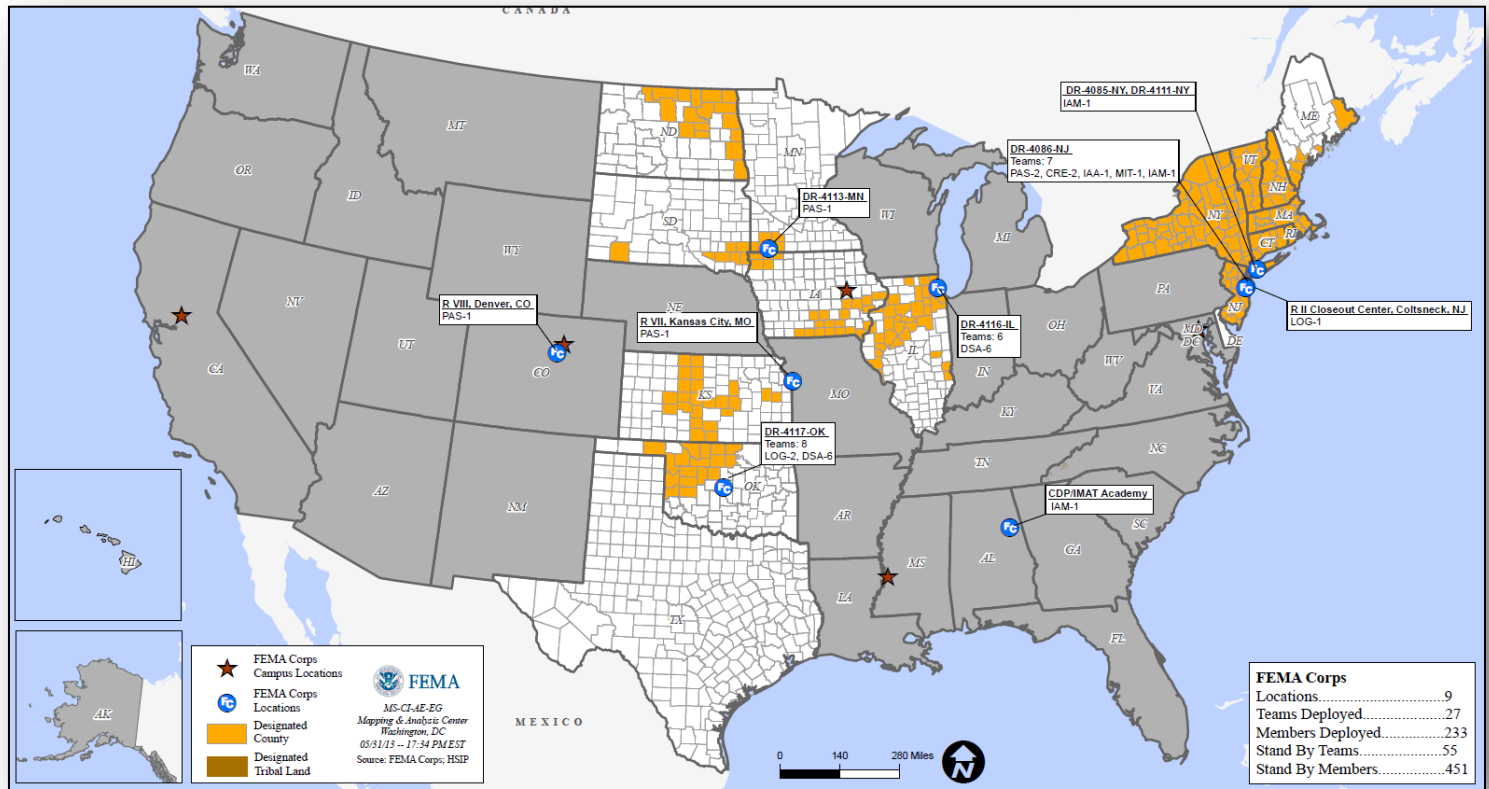 CANADA
WA
MT
ND
MN
ME
OR
ID
SD
WI
MI
VT
NH
NY
MA
CT
RI
WY
IA
PA
NJ
NV
NE
OH
MD
DC
DE
UT
CA
CO
IL
IN
WV
VA
KS
MO
KY
NC
TN
AZ
NM
OK
AR
SC
MS
AL
GA
LA
TX
FL
HI
AK
MEXICO
DR-4085-NY, DR-4111-NY
IAM-1
DR-4086-NJ
Teams: 7
PAS-2, CRE-2, IAA-1, MIT-1, IAM-1
DR-4113-MN
PAS-1
R VIII, Denver, CO
PAS-1
R VII, Kansas City, MO
PAS-1
DR-4116-IL
Teams: 6
DSA-6
R II Closeout Center, Coltsneck, NJ
LOG-1
DR-4117-OK
Teams: 8
LOG-2, DSA-6
CDP/IMAT Academy
IAM-1
FC
FC
FC
FC
FC
FC
FC
FC
FEMA Corps
Campus Locations
FC
FEMA Corps
Locations
Designated
County
Designated
Tribal Land
FEMA
MS-CI-AE-EG
Mapping & Analysis Center
Washington, DC
05/31/13 -- 17:34 PM EST
Source: FEMA Corps; HSIP
0 140 280 Miles
N
FEMA Corps
Locations.........................9
Teams Deployed................27
Members Deployed...........233
Stand By Teams................55
Stand By Members............451